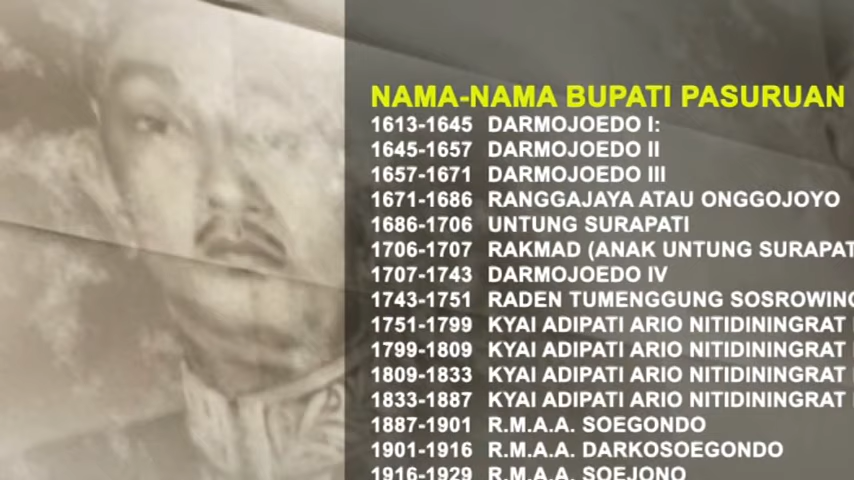 NAMA-NAMA BUPATI PASURUAN
1613-1645 DARMOJOEDO I:
1645-1657 DARMOJOEDO II
1657-1671 DARMOJOEDO III
1671-1686 RANGGAJAYA ATAU ONGGOJOYO
1686-1706 UNTUNG SURAPATI
1706-1707 RAKMAD (ANAK UNTUNG SURAPAT
1707-1743 DARMOJOEDO IV
1743-1751 RADEN TUMENGGUNG SOSROWING
1751-1799 KYAI ADIPATI ARIO NITIDININGRAT
1799-1809 KYAI ADIPATI ARIO NITIDININGRAT
1809-1833 KYAI ADIPATI ARIO NITIDININGRAT
1833-1887 KYAI ADIPATI ARIO NITIDININGRAT
1887-1901 R.M.A.A. SOEGONDO
1901-1916 R.M.A.A. DARKOSOEGONDO
1916-1929 R.M.A.A. SOEJONO